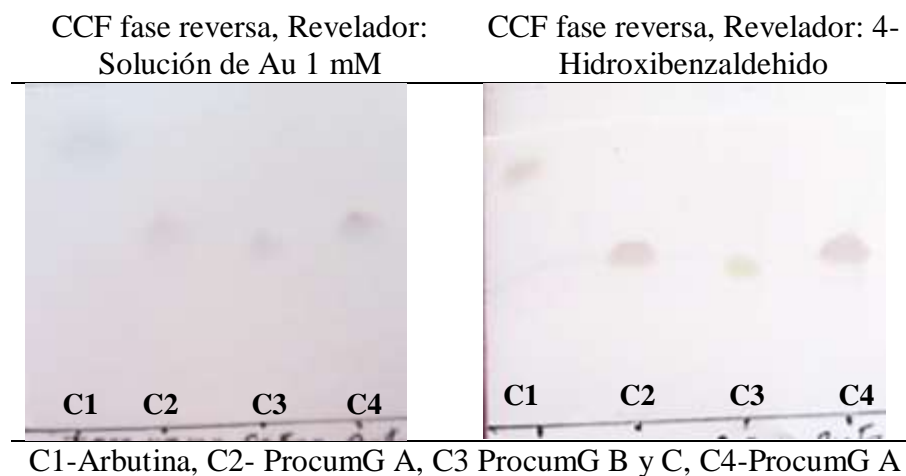 CCF fase reversa, Revelador:
Solución de Au 1 mM
CCF fase reversa, Revelador: 4-
Hidroxibenzaldehido
C1 C2 C3 C4
C1 C2 C3 C4
C1-Arbutina, C2- ProcumG A, C3 ProcumG B y C, C4-ProcumG A